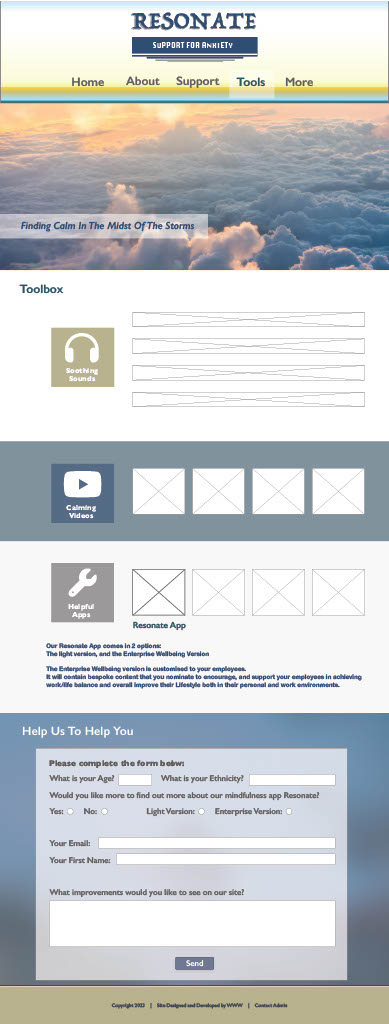 RESONATE
SUPPORT FOR ANXIETY
Home About Support Tools More
Finding Calm In The Midst Of The Storms
Toolbox
Soothing
Sounds
Calming
Videos
Helpful
Apps
Resonate App
Our Resonate App comes in 2 options:
The light version, and the Enterprise Wellbeing Version
The Enterprise Wellbeing version is customised to your employees.
It will contain bespoke content that you nominate to encourage, and support your employees in achieving
work/life balance and overall improve their Lifestyle both in their personal and work environments.
Help Us To Help You
Please complete the form below:
What is your Age? What is your Ethnicity?
Would you like more to find out more about our mindfulness app Resonate?
Yes: No: Light Version: Enterprise Version:
Your Email:
Your First Name:
What improvements would you like to see on our site?
Send
Copyright 2023 | Site Designed and Developed by WWW | Contact Admin